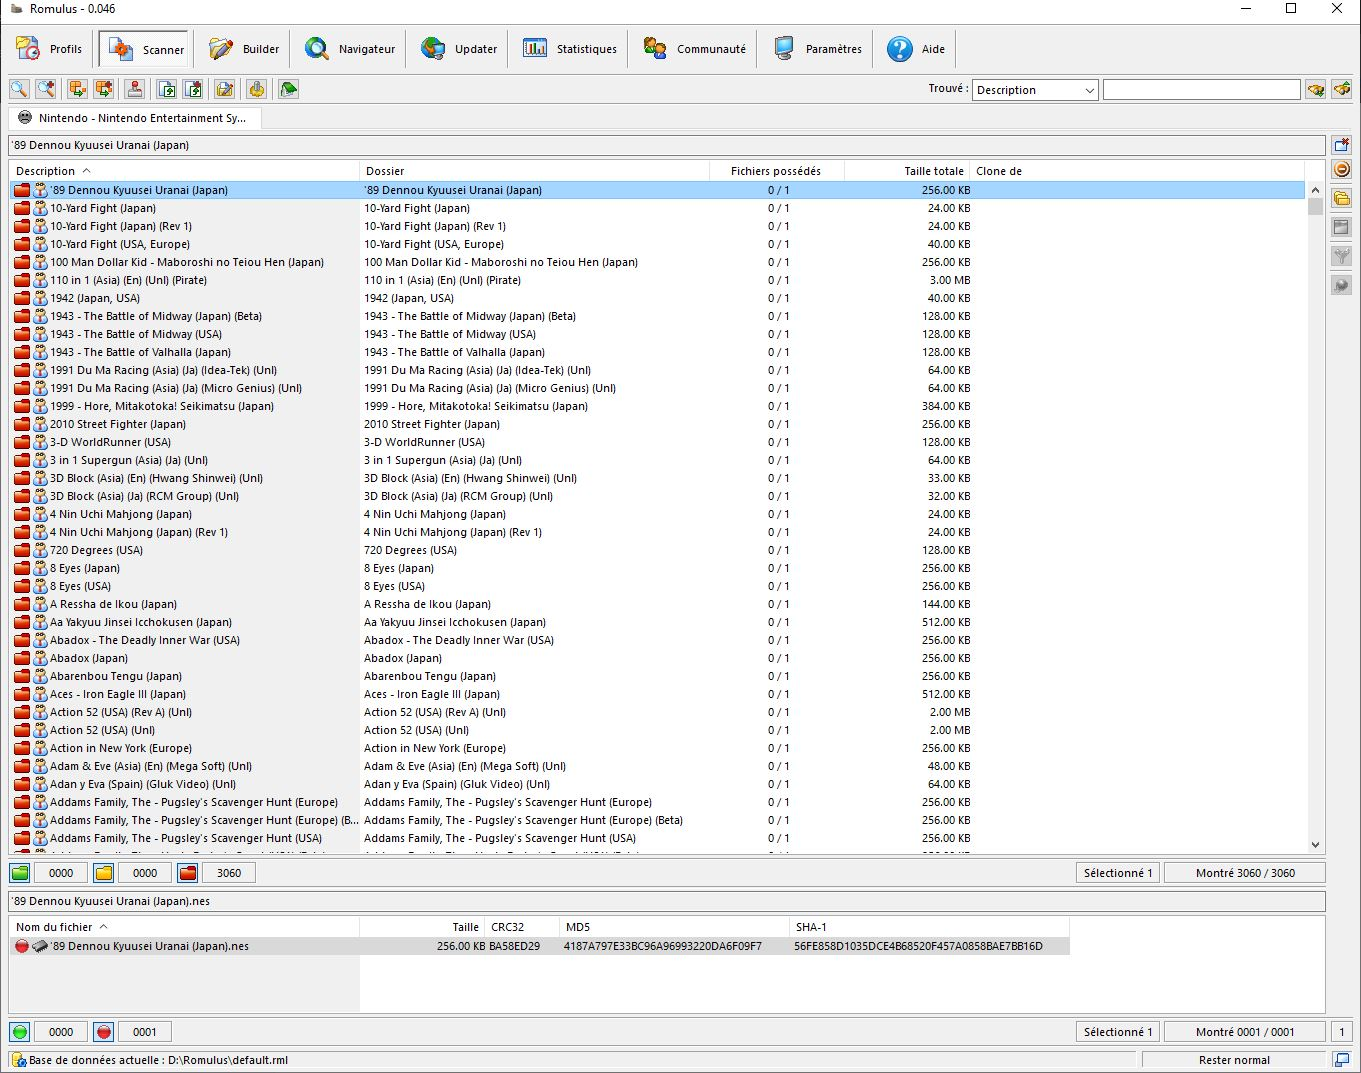 Romulus - 0.046
Profils Scanner Builder Navigateur Updater Statistiques Communauté Paramètres Aide
Trouvé : Description
Nintendo - Nintendo Entertainment Sy...
'89 Dennou Kyuusei Uranai (Japan)
Description Dossier Fichiers possédés Taille totale Clone de
'89 Dennou Kyuusei Uranai (Japan) '89 Dennou Kyuusei Uranai (Japan) 0 / 1 256.00 KB
10-Yard Fight (Japan) 10-Yard Fight (Japan) 0 / 1 24.00 KB
10-Yard Fight (Japan) (Rev 1) 10-Yard Fight (Japan) (Rev 1) 0 / 1 24.00 KB
10-Yard Fight (USA, Europe) 10-Yard Fight (USA, Europe) 0 / 1 40.00 KB
100 Man Dollar Kid - Maboroshi no Teiou Hen (Japan) 100 Man Dollar Kid - Maboroshi no Teiou Hen (Japan) 0 / 1 256.00 KB
110 in 1 (Asia) (En) (Unl) (Pirate) 110 in 1 (Asia) (En) (Unl) (Pirate) 0 / 1 3.00 MB
1942 (Japan, USA) 1942 (Japan, USA) 0 / 1 40.00 KB
1943 - The Battle of Midway (Japan) (Beta) 1943 - The Battle of Midway (Japan) (Beta) 0 / 1 128.00 KB
1943 - The Battle of Midway (USA) 1943 - The Battle of Midway (USA) 0 / 1 128.00 KB
1943 - The Battle of Valhalla (Japan) 1943 - The Battle of Valhalla (Japan) 0 / 1 128.00 KB
1991 Du Ma Racing (Asia) (Ja) (Idea-Tek) (Unl) 1991 Du Ma Racing (Asia) (Ja) (Idea-Tek) (Unl) 0 / 1 64.00 KB
1991 Du Ma Racing (Asia) (Ja) (Micro Genius) (Unl) 1991 Du Ma Racing (Asia) (Ja) (Micro Genius) (Unl) 0 / 1 64.00 KB
1999 - Hore, Mitakotoka! Seikimatsu (Japan) 1999 - Hore, Mitakotoka! Seikimatsu (Japan) 0 / 1 384.00 KB
2010 Street Fighter (Japan) 2010 Street Fighter (Japan) 0 / 1 256.00 KB
3-D WorldRunner (USA) 3-D WorldRunner (USA) 0 / 1 128.00 KB
3 in 1 Supergun (Asia) (Ja) (Unl) 3 in 1 Supergun (Asia) (Ja) (Unl) 0 / 1 64.00 KB
3D Block (Asia) (En) (Hwang Shinwei) (Unl) 3D Block (Asia) (En) (Hwang Shinwei) (Unl) 0 / 1 33.00 KB
3D Block (Asia) (Ja) (RCM Group) (Unl) 3D Block (Asia) (Ja) (RCM Group) (Unl) 0 / 1 32.00 KB
4 Nin Uchi Mahjong (Japan) 4 Nin Uchi Mahjong (Japan) 0 / 1 24.00 KB
4 Nin Uchi Mahjong (Japan) (Rev 1) 4 Nin Uchi Mahjong (Japan) (Rev 1) 0 / 1 24.00 KB
720 Degrees (USA) 720 Degrees (USA) 0 / 1 128.00 KB
8 Eyes (Japan) 8 Eyes (Japan) 0 / 1 256.00 KB
8 Eyes (USA) 8 Eyes (USA) 0 / 1 256.00 KB
A Ressha de Ikou (Japan) A Ressha de Ikou (Japan) 0 / 1 144.00 KB
Aa Yakyuu Jinsei Icchokusen (Japan) Aa Yakyuu Jinsei Icchokusen (Japan) 0 / 1 512.00 KB
Abadox - The Deadly Inner War (USA) Abadox - The Deadly Inner War (USA) 0 / 1 256.00 KB
Abadox (Japan) Abadox (Japan) 0 / 1 256.00 KB
Abarenbou Tengu (Japan) Abarenbou Tengu (Japan) 0 / 1 256.00 KB
Aces - Iron Eagle III (Japan) Aces - Iron Eagle III (Japan) 0 / 1 512.00 KB
Action 52 (USA) (Rev A) (Unl) Action 52 (USA) (Rev A) (Unl) 0 / 1 2.00 MB
Action 52 (USA) (Unl) Action 52 (USA) (Unl) 0 / 1 2.00 MB
Action in New York (Europe) Action in New York (Europe) 0 / 1 256.00 KB
Adam & Eve (Asia) (En) (Mega Soft) (Unl) Adam & Eve (Asia) (En) (Mega Soft) (Unl) 0 / 1 48.00 KB
Adan y Eva (Spain) (Gluk Video) (Unl) Adan y Eva (Spain) (Gluk Video) (Unl) 0 / 1 64.00 KB
Addams Family, The - Pugsley's Scavenger Hunt (Europe) Addams Family, The - Pugsley's Scavenger Hunt (Europe) 0 / 1 256.00 KB
Addams Family, The - Pugsley's Scavenger Hunt (Europe) (B... Addams Family, The - Pugsley's Scavenger Hunt (Europe) (Beta) 0 / 1 256.00 KB
Addams Family, The - Pugsley's Scavenger Hunt (USA) Addams Family, The - Pugsley's Scavenger Hunt (USA) 0 / 1 256.00 KB
0000 0000 3060 Sélectionné 1 Montré 3060 / 3060
'89 Dennou Kyuusei Uranai (Japan).nes
Nom du fichier Taille CRC32 MD5 SHA-1
'89 Dennou Kyuusei Uranai (Japan).nes 256.00 KB BA58ED29 4187A797E33BC96A96993220DA6F09F7 56FE858D1035DCE4B68520F457A0858BAE7BB16D
0000 0001 Sélectionné 1 Montré 0001 / 0001 1
Base de données actuelle : D:\Romulus\default.rml Rester normal